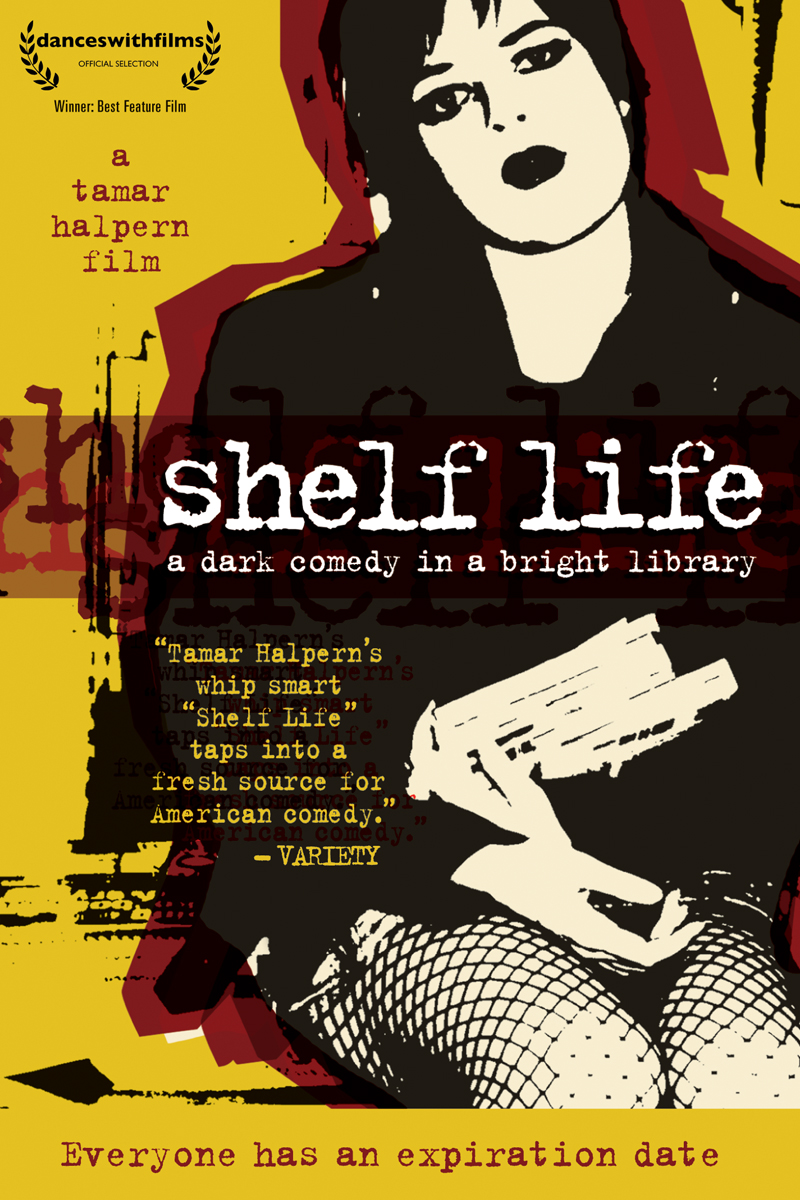 danceswithfilms
OFFICIAL SELECTION
Winner: Best Feature Film
a
tamar
halpern
film
shelf life
a dark comedy in a bright library
“Tamar Halpern’s
whip smart
“Shelf Life”
taps into a
fresh source for
American comedy.”
— VARIETY
Everyone has an expiration date